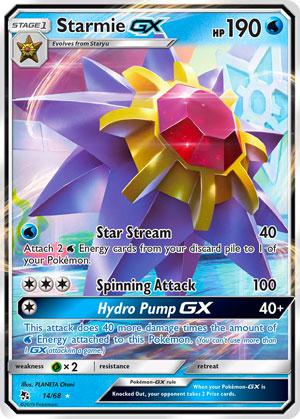 STAGE 1 Starmie GX HP 190
Evolves from Staryu
Star Stream 40
Attach 2 Energy cards from your discard pile to 1 of
your Pokémon.
Spinning Attack 100
Hydro Pump GX 40+
This attack does 40 more damage times the amount of
Energy attached to this Pokémon. (You can't use more than
1 GX attack in a game.)
weakness ×2 resistance retreat
Illus. PLANETA Otani
14/68
Pokémon-GX rule
When your Pokémon-GX is Knocked Out, your opponent takes 2 Prize cards.
©2019 Pokémon